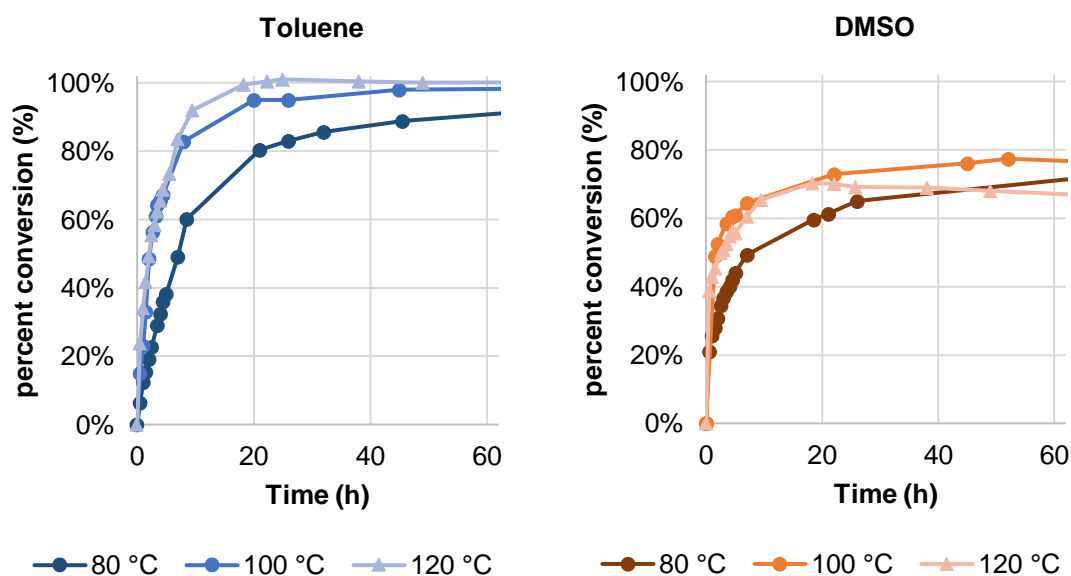 Toluene
percent conversion (%)
100%
80%
60%
40%
20%
0%
0 20 40 60
Time (h)
80 °C 100 °C 120 °C
DMSO
percent conversion (%)
100%
80%
60%
40%
20%
0%
0 20 40 60
Time (h)
80 °C 100 °C 120 °C